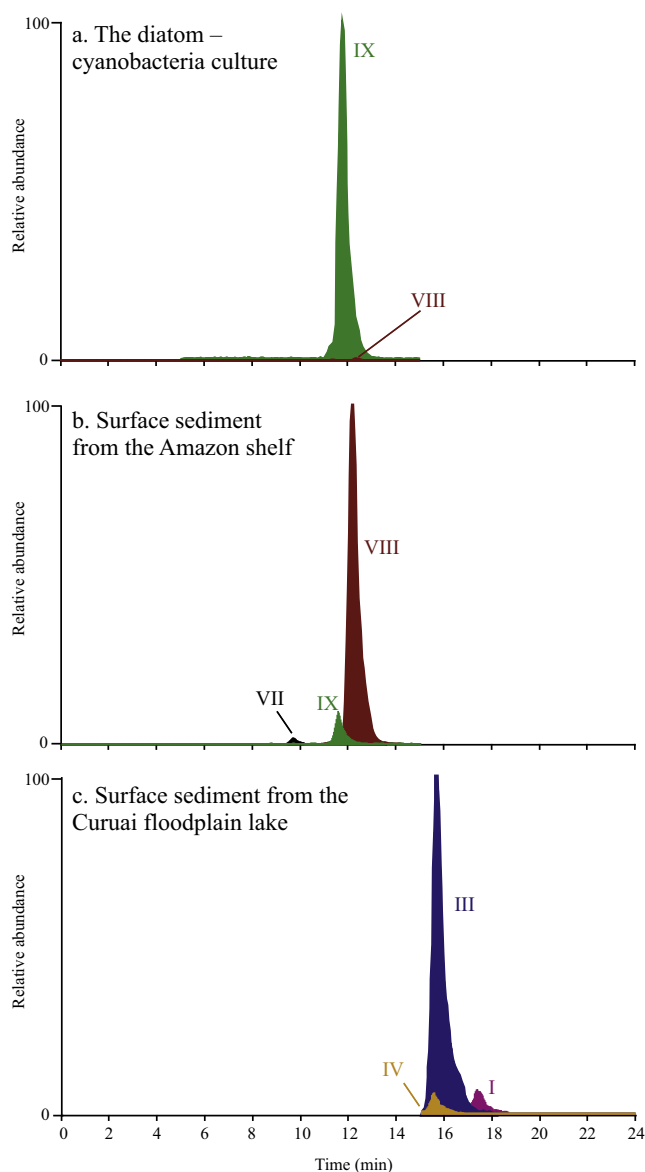 100
a. The diatom –
cyanobacteria culture
IX
Relative abundance
VIII
0
100
b. Surface sediment
from the Amazon shelf
Relative abundance
VIII
VII
IX
0
100
c. Surface sediment from the
Curuai floodplain lake
Relative abundance
III
IV
I
0
0 2 4 6 8 10 12 14 16 18 20 22 24
Time (min)